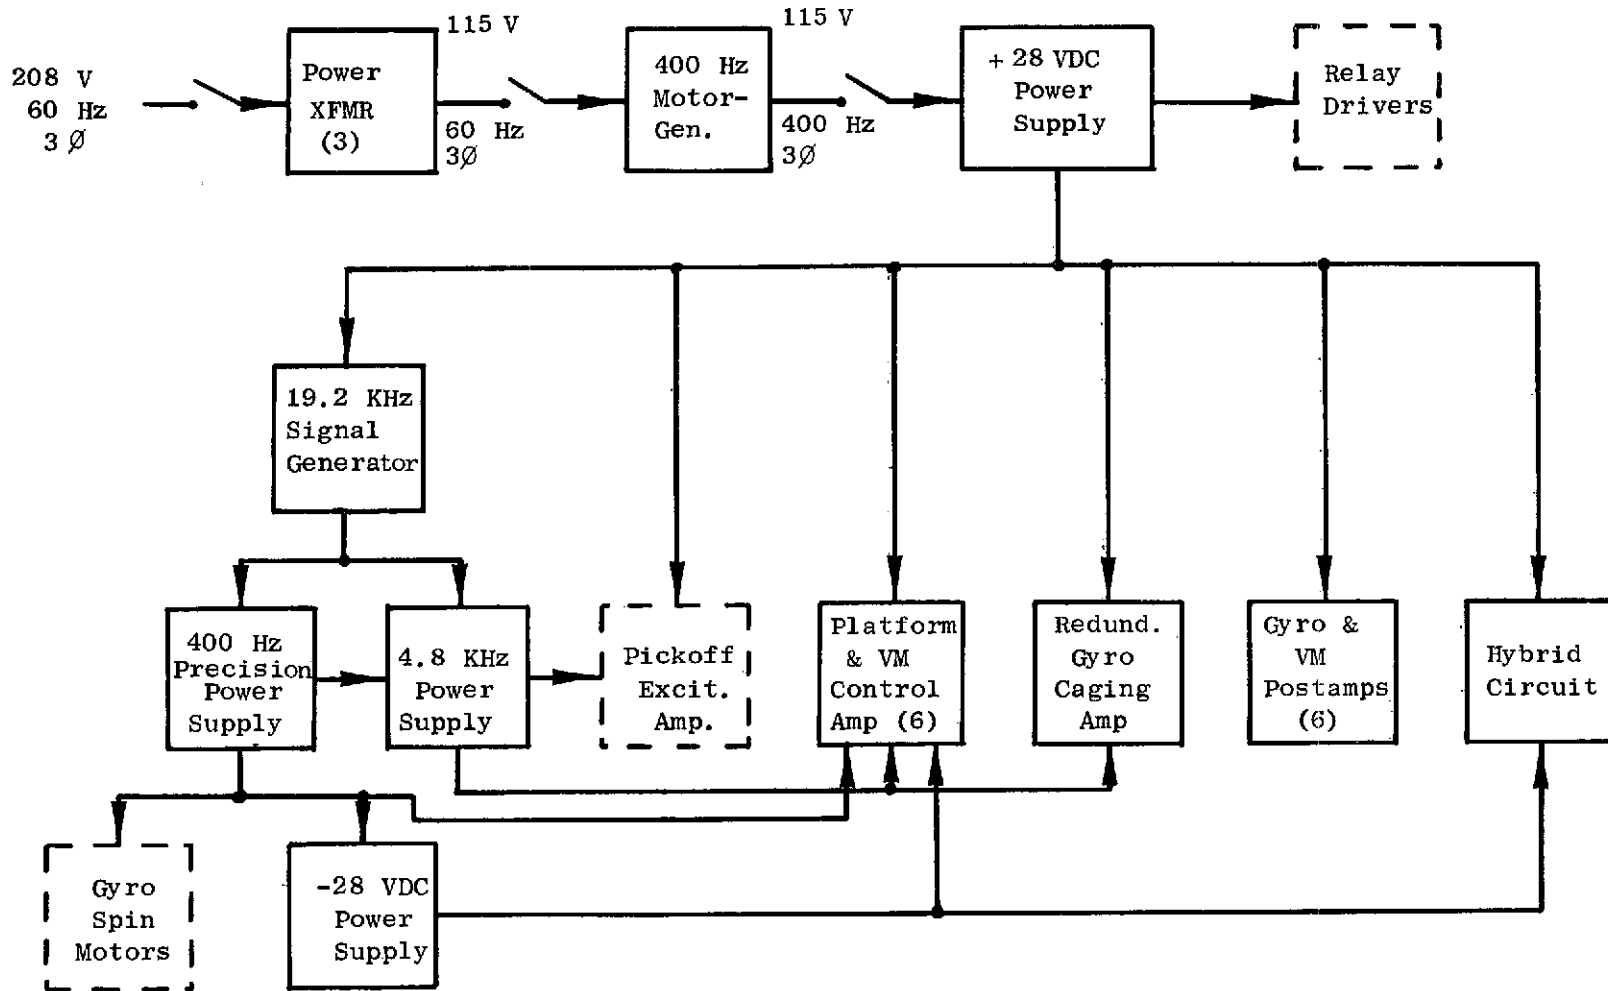 208 V
60 Hz
3 Ø
Power
XFMR
(3)
115 V
60 Hz
3Ø
400 Hz
Motor-
Gen.
115 V
400 Hz
3Ø
+ 28 VDC
Power
Supply
Relay
Drivers
19.2 KHz
Signal
Generator
400 Hz
Precision
Power
Supply
4.8 KHz
Power
Supply
Pickoff
Excit.
Amp.
Platform
& VM
Control
Amp (6)
Redund.
Gyro
Caging
Amp
Gyro &
VM
Postamps
(6)
Hybrid
Circuit
Gyro
Spin
Motors
-28 VDC
Power
Supply